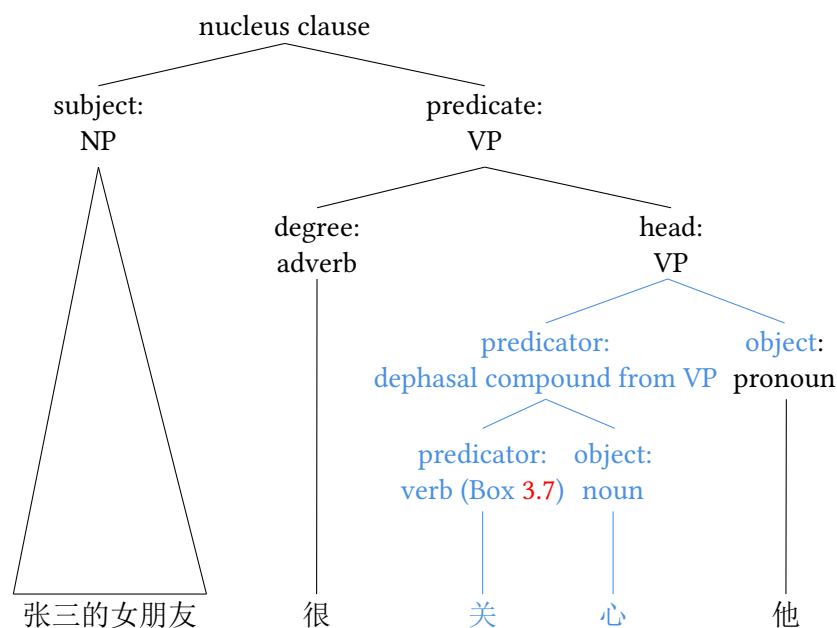 nucleus clause
subject:
NP
predicate:
VP
degree:
adverb
head:
VP
predicator:
dephasal compound from VP
object:
pronoun
predicator:
verb (Box 3.7)
object:
noun
张三的女朋友 很 关 心 他